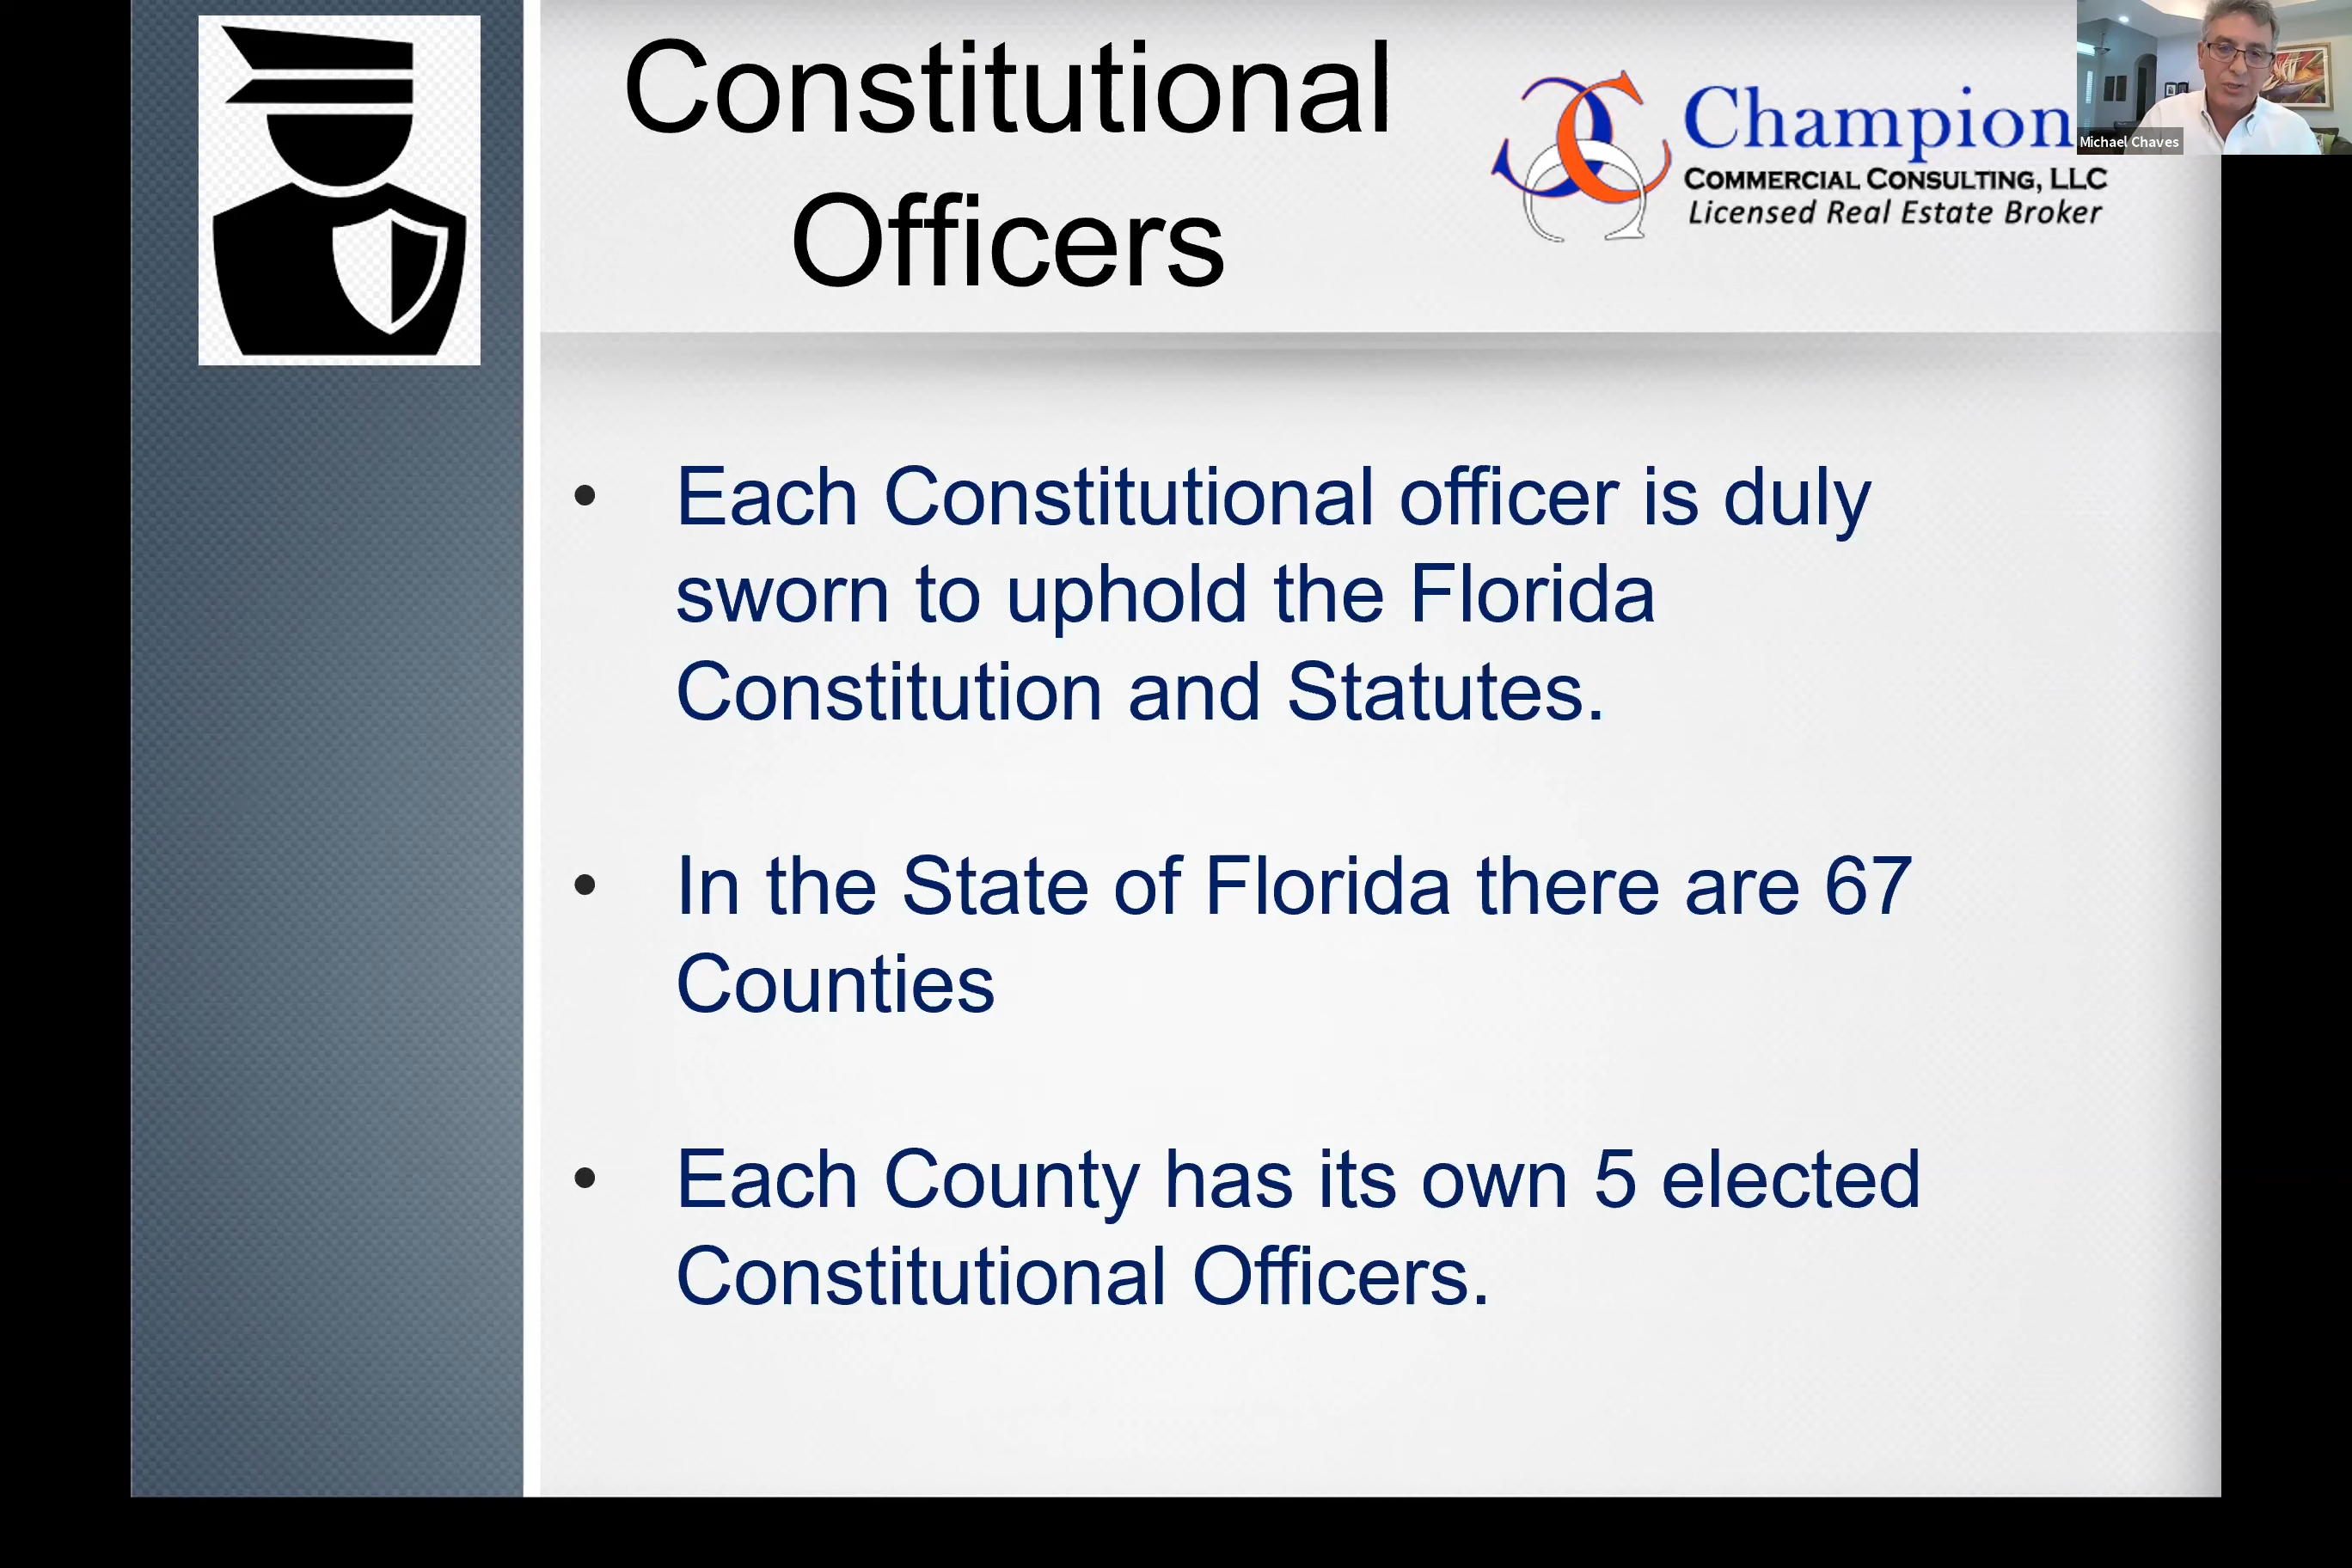 Constitutional
Officers
Champion
COMMERCIAL CONSULTING, LLC
Licensed Real Estate Broker
Michael Chaves
• Each Constitutional officer is duly
sworn to uphold the Florida
Constitution and Statutes.
• In the State of Florida there are 67
Counties
• Each County has its own 5 elected
Constitutional Officers.